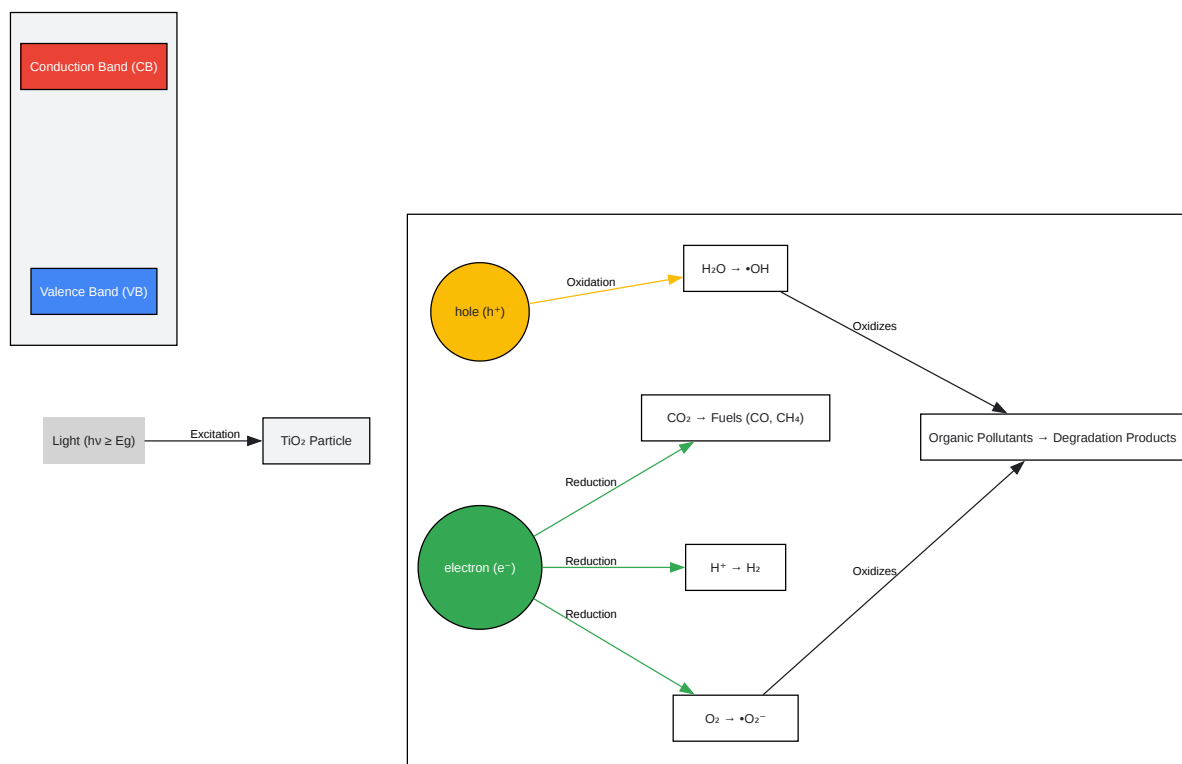 Conduction Band (CB)
Valence Band (VB)
Light (hν ≥ Eg)
Excitation
TiO₂ Particle
hole (h⁺)
Oxidation
H₂O → •OH
Oxidizes
CO₂ → Fuels (CO, CH₄)
Organic Pollutants → Degradation Products
Reduction
electron (e⁻)
Reduction
H⁺ → H₂
Oxidizes
Reduction
O₂ → •O₂⁻